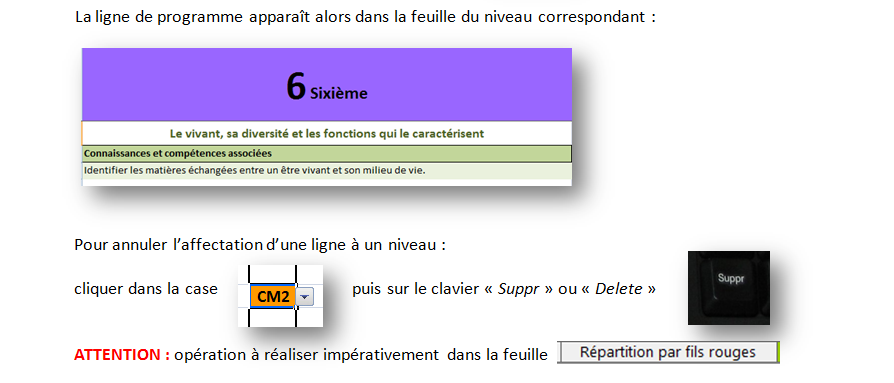 La ligne de programme apparaît alors dans la feuille du niveau correspondant :
6 Sixième
Le vivant, sa diversité et les fonctions qui le caractérisent
Connaissances et compétences associées
Identifier les matières échangées entre un être vivant et son milieu de vie.
Pour annuler l’affectation d’une ligne à un niveau :
cliquer dans la case CM2 puis sur le clavier « Suppr » ou « Delete » Suppr
ATTENTION : opération à réaliser impérativement dans la feuille Répartition par fils rouges